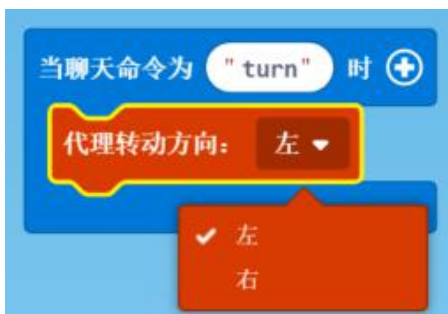 当聊天命令为 "turn" 时
代理转动方向： 左
左
右